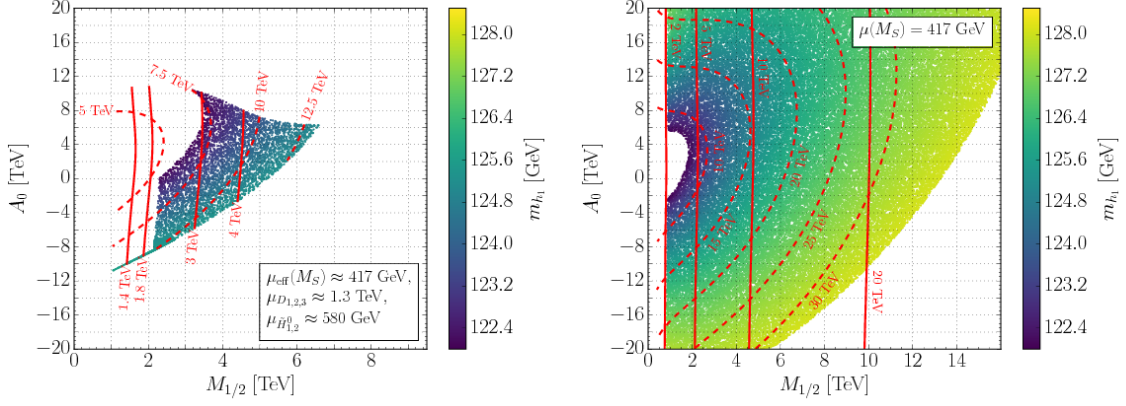 20
16
12
8
4
0
−4
−8
−12
−16
−20
A_0 [TeV]
0
2
4
6
8
M_{1/2} [TeV]
5 TeV
7.5 TeV
10 TeV
12.5 TeV
1.4 TeV
1.8 TeV
3 TeV
4 TeV
μ_eff(M_S) ≈ 417 GeV,
μ_{D_{1,2,3}} ≈ 1.3 TeV,
μ_{H̃^0_{1,2}} ≈ 580 GeV
128.0
127.2
126.4
125.6
124.8
124.0
123.2
122.4
m_{h_1} [GeV]
20
16
12
8
4
0
−4
−8
−12
−16
−20
A_0 [TeV]
0
2
4
6
8
10
12
14
M_{1/2} [TeV]
μ(M_S) = 417 GeV
10 TeV
15 TeV
20 TeV
25 TeV
30 TeV
20 TeV
128.0
127.2
126.4
125.6
124.8
124.0
123.2
122.4
m_{h_1} [GeV]